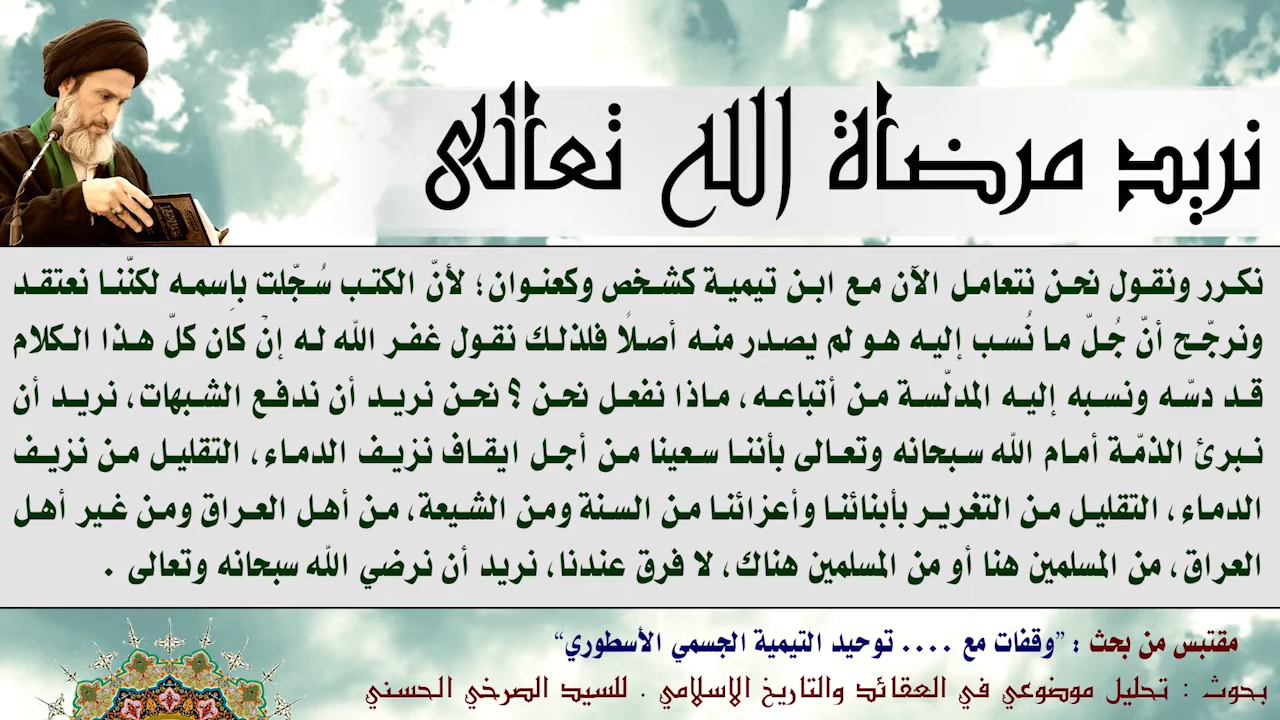 نريد مرضاة الله تعالى
نكرر ونقول نحن نتعامل الآن مع ابن تيمية كشخص وكعنوان؛ لأنّ الكتب سُجّلت بإسمه لكنّنا نعتقد
ونرجّح أنّ جُلّ ما نُسب إليه هو لم يصدر منه أصلاً فلذلك نقول غفر الله له إنْ كان كلّ هذا الكلام
قد دسّه ونسبه إليه المدلّسة من أتباعه، ماذا نفعل نحن ؟ نحن نريد أن ندفع الشبهات، نريد أن
نبرئ الذمّة أمام الله سبحانه وتعالى بأننا سعينا من أجل ايقاف نزيف الدماء، التقليل من نزيف
الدماء، التقليل من التغرير بأبنائنا وأعزائنا من السنة ومن الشيعة، من أهل العراق ومن غير أهل
العراق، من المسلمين هنا أو من المسلمين هناك، لا فرق عندنا، نريد أن نرضي الله سبحانه وتعالى .
مقتبس من بحث : ”وقفات مع .... توحيد التيمية الجسمي الأسطوري“
بحوث : تحليل موضوعي في العقائد والتاريخ الاسلامي . للسيد الصرخي الحسني